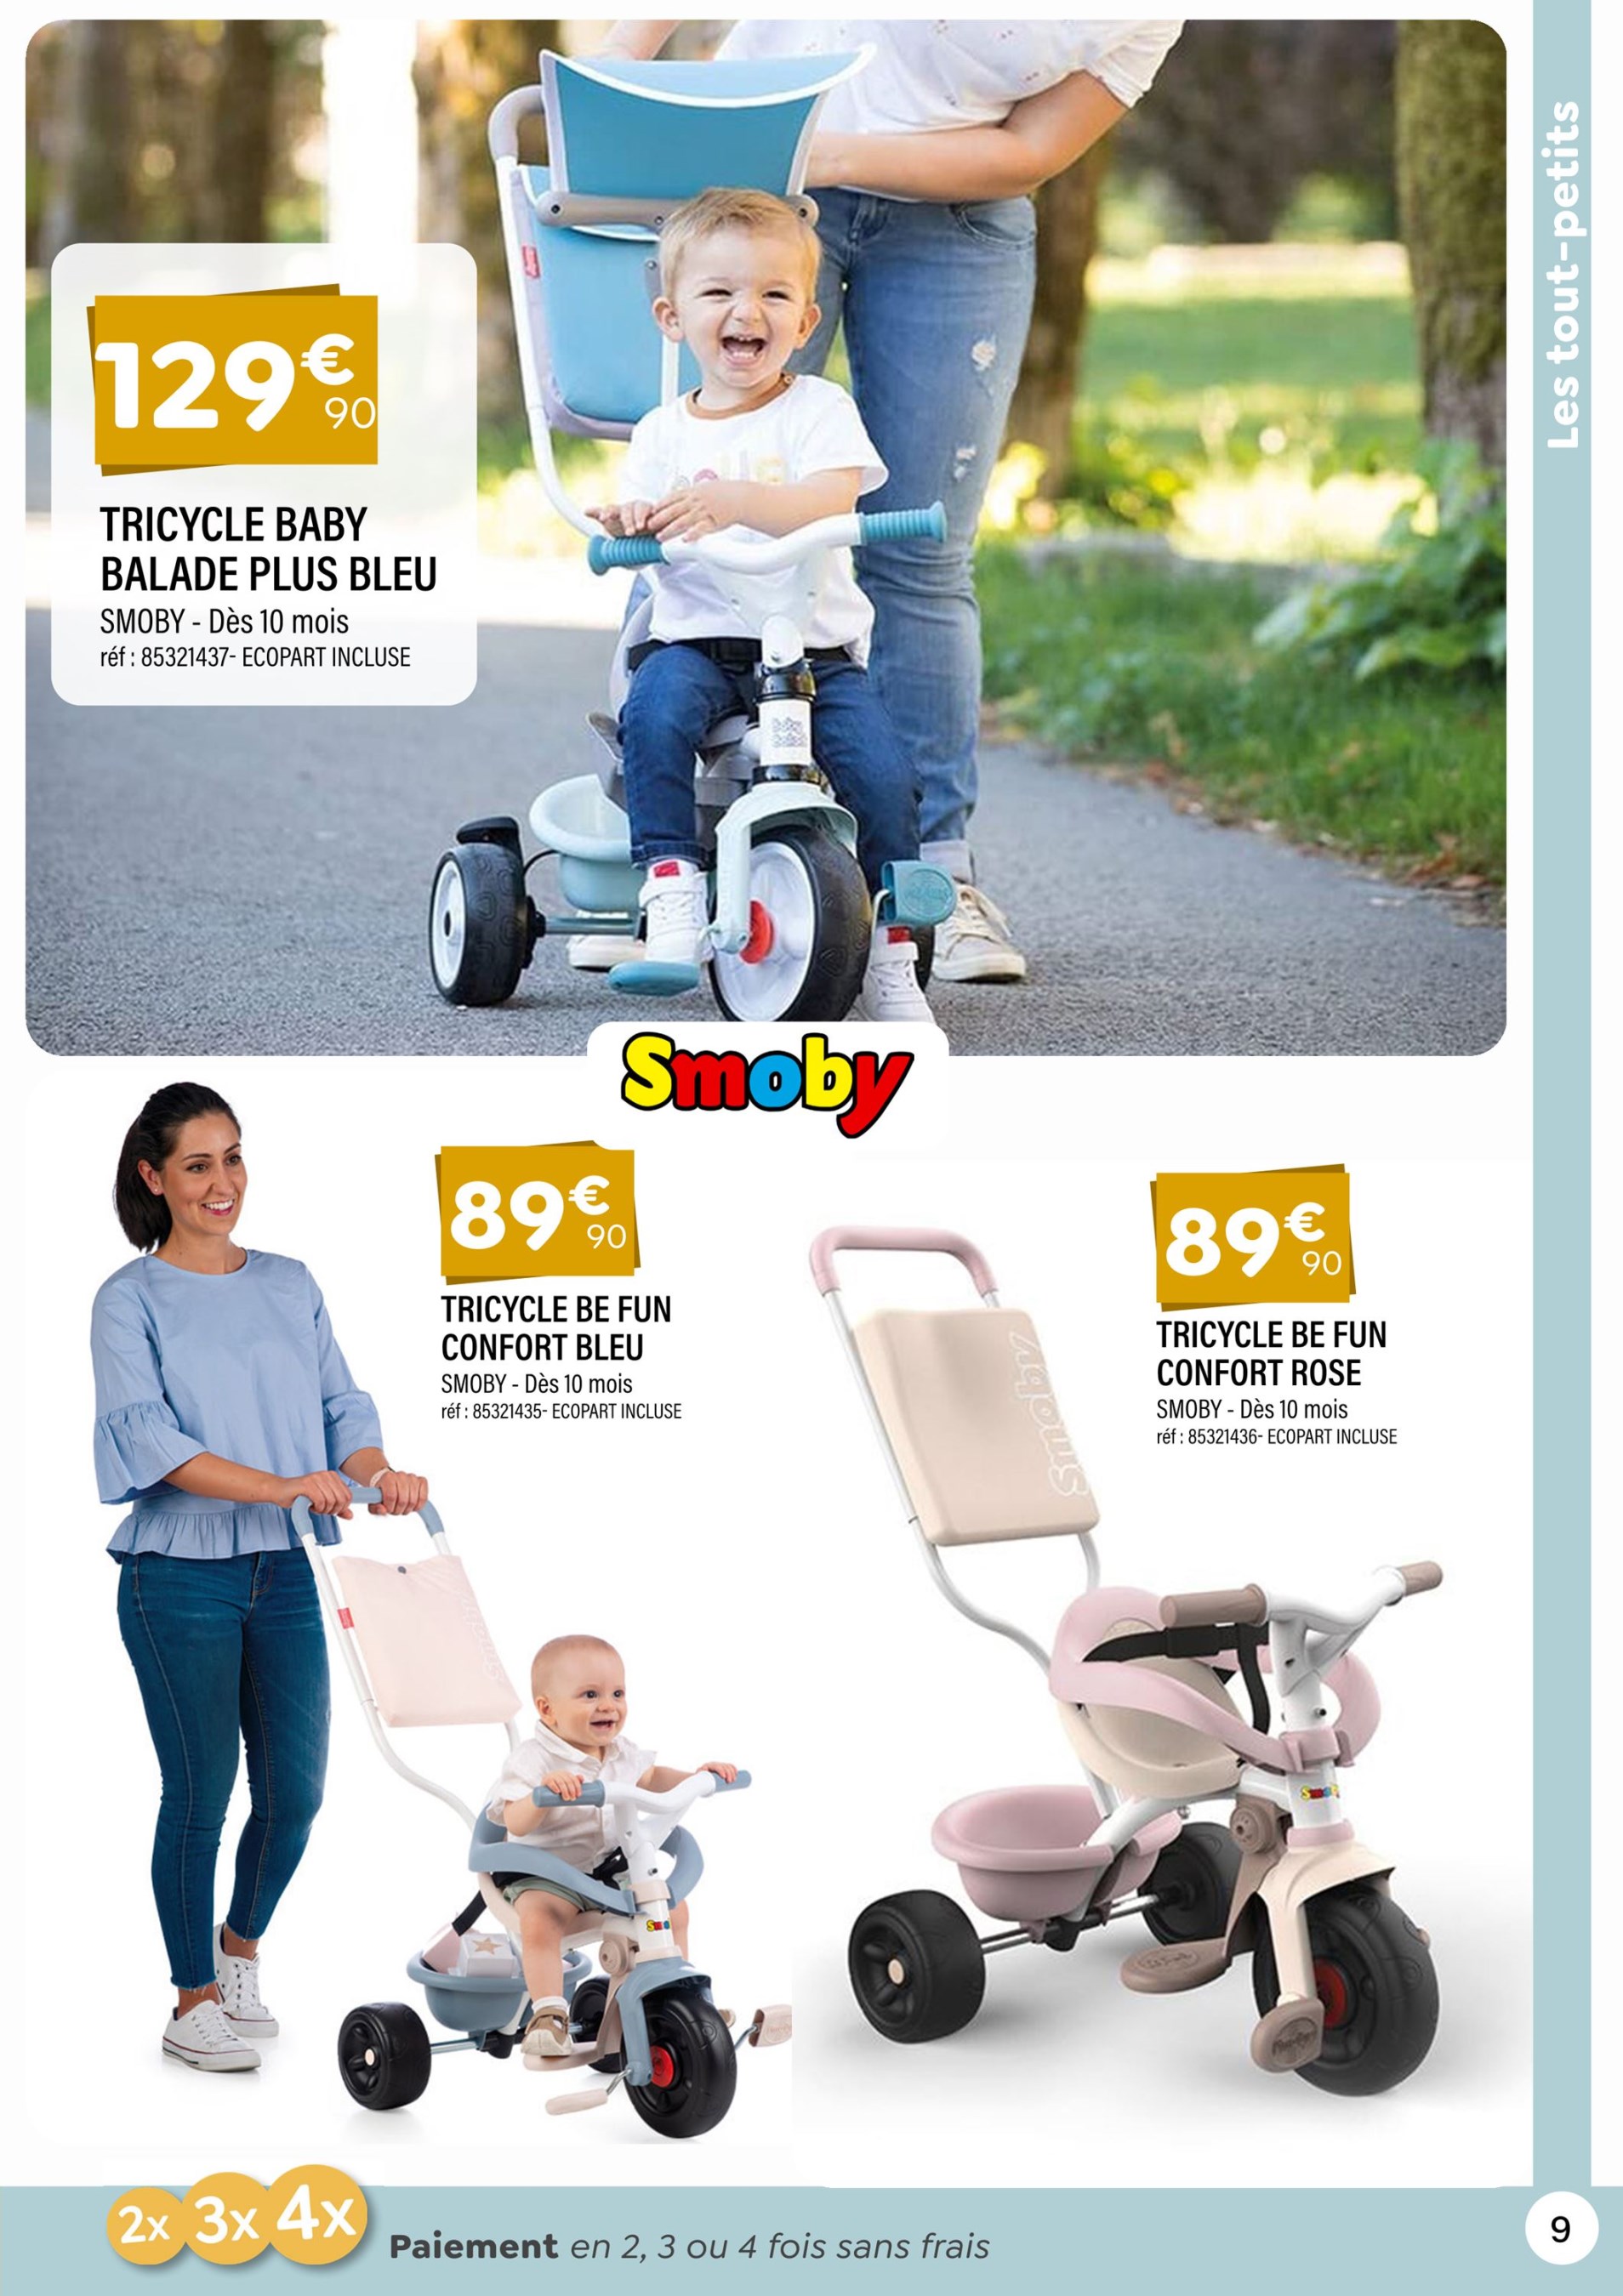 Les tout-petits
129€
90
TRICYCLE BABY
BALADE PLUS BLEU
SMOBY - Dès 10 mois
réf : 85321437- ECOPART INCLUSE
Smoby
89€
90
TRICYCLE BE FUN
CONFORT BLEU
SMOBY - Dès 10 mois
réf : 85321435- ECOPART INCLUSE
89€
90
TRICYCLE BE FUN
CONFORT ROSE
SMOBY - Dès 10 mois
réf : 85321436- ECOPART INCLUSE
Smoby
2x 3x 4x
Paiement en 2, 3 ou 4 fois sans frais
9